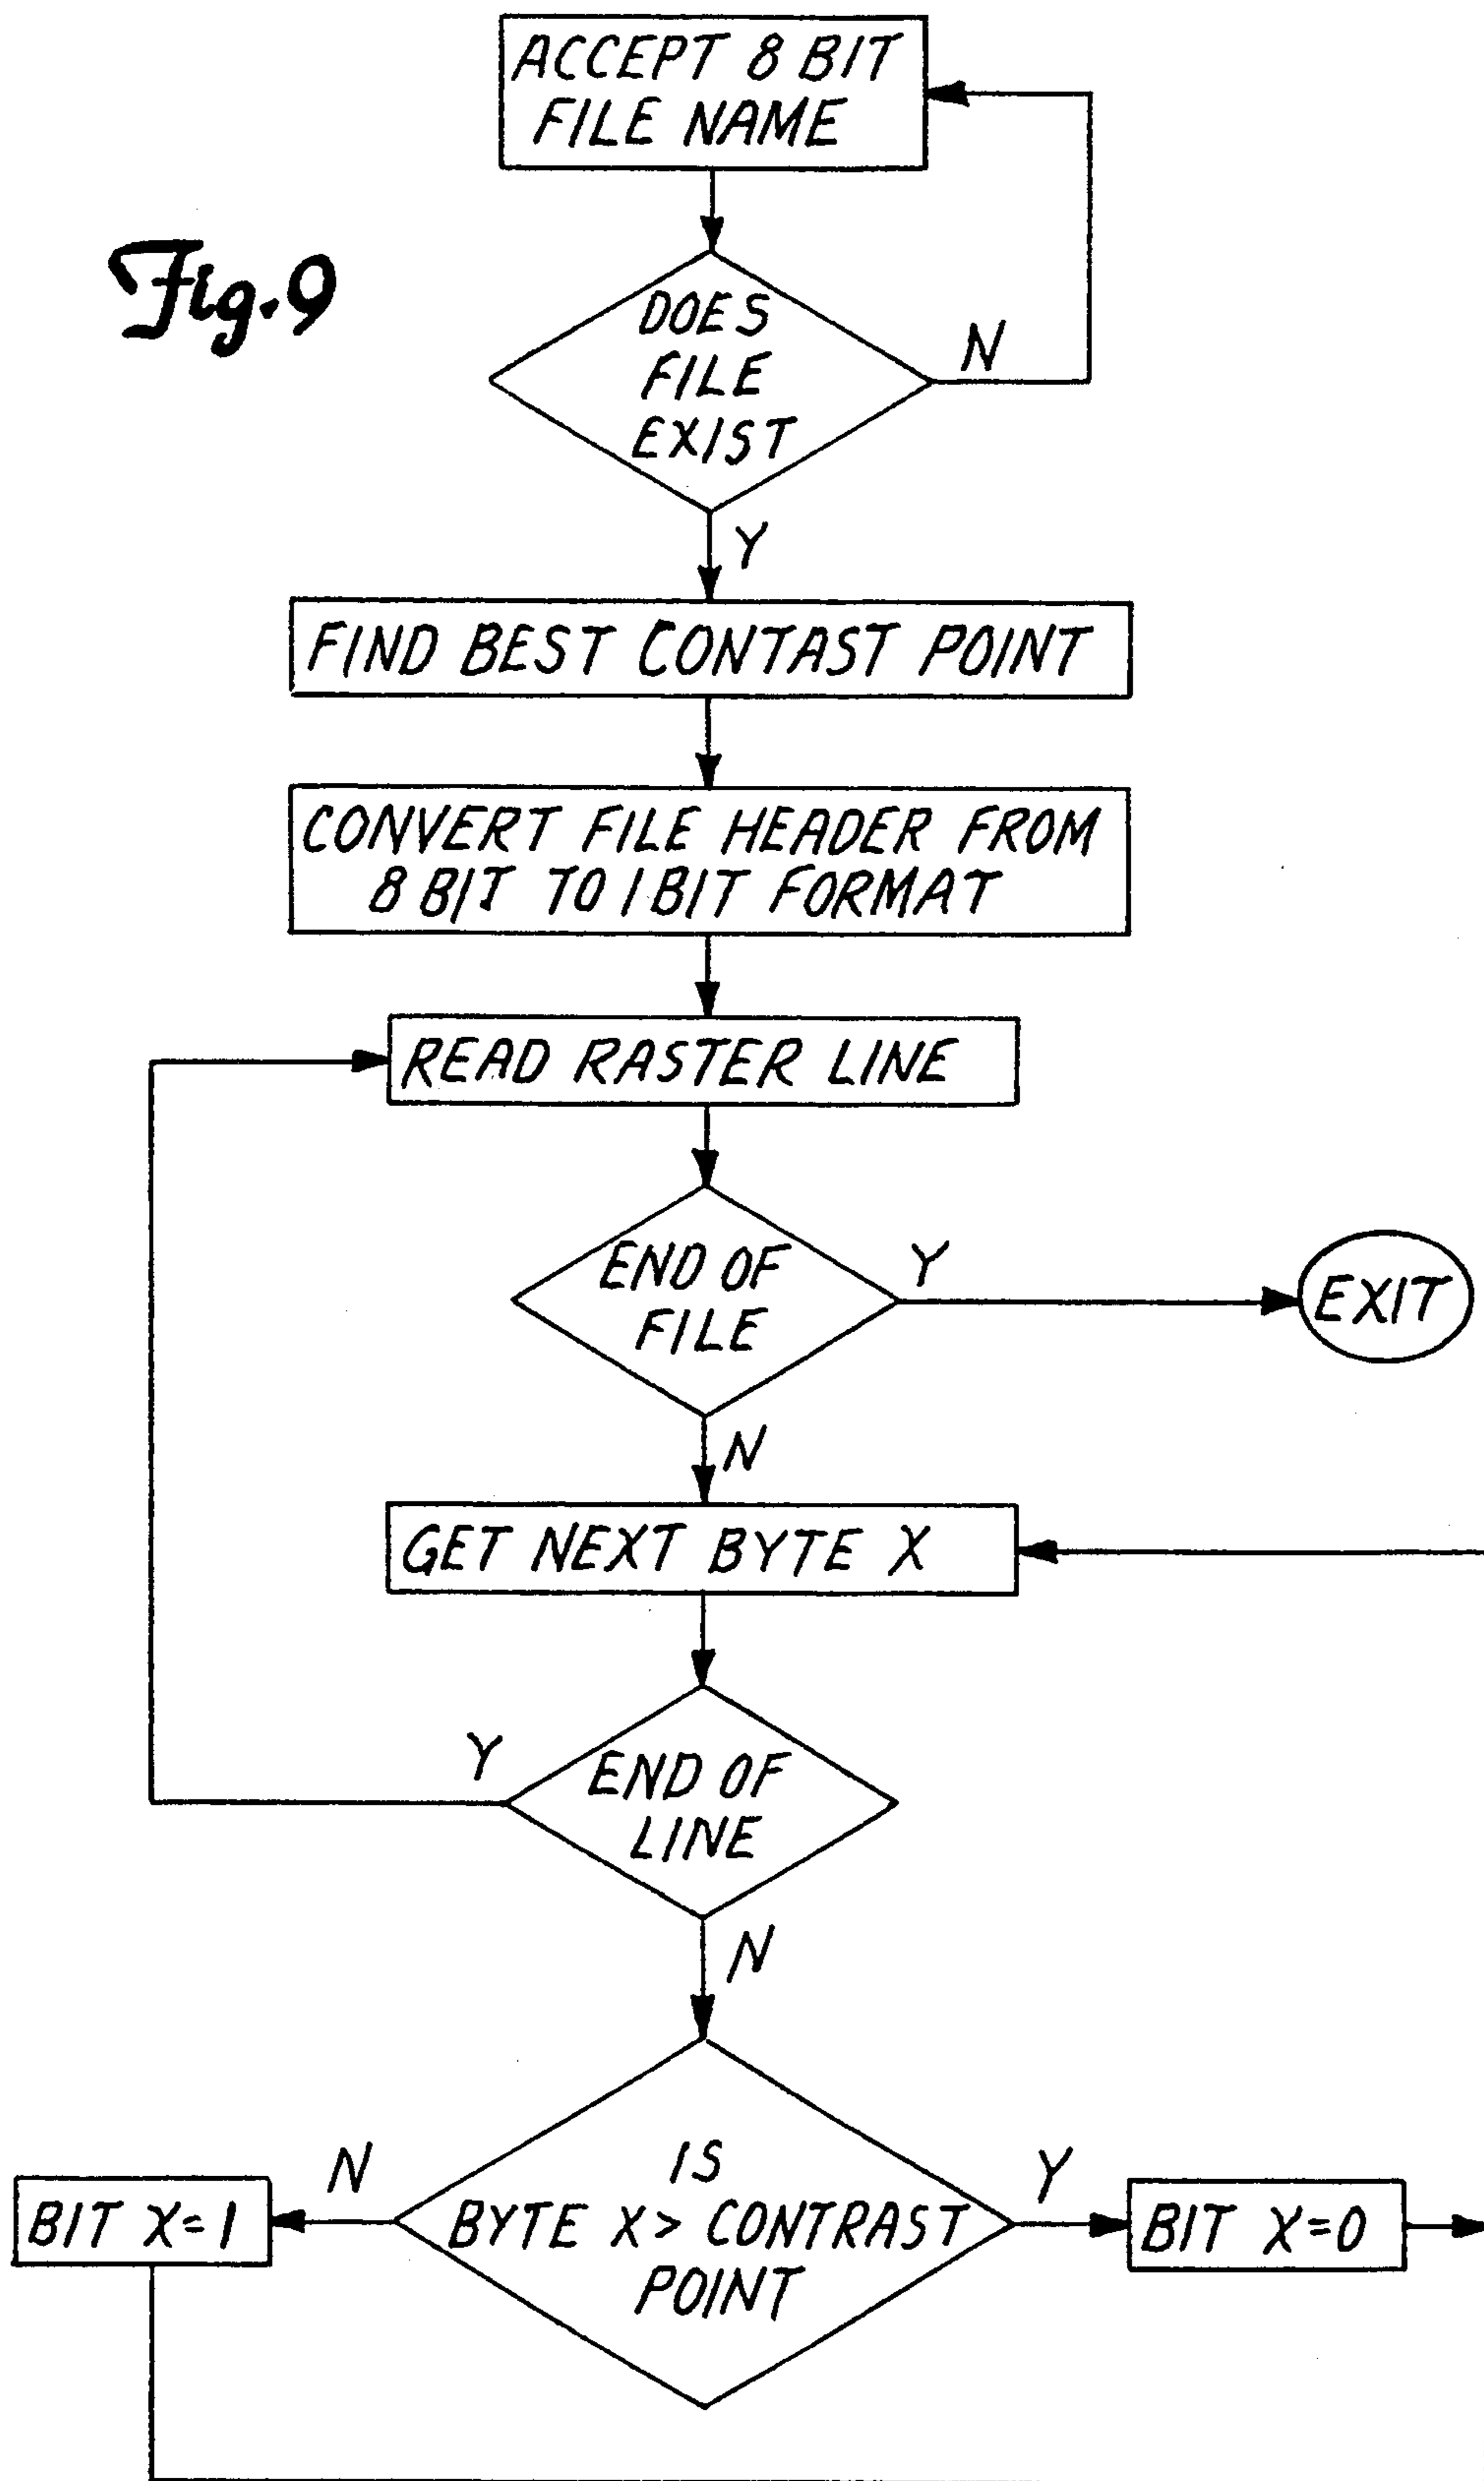 ACCEPT 8 BIT
FILE NAME
Fig. 9
DOES
FILE
EXIST
N
Y
FIND BEST CONTAST POINT
CONVERT FILE HEADER FROM
8 BIT TO 1 BIT FORMAT
READ RASTER LINE
END OF
FILE
Y
EXIT
N
GET NEXT BYTE X
Y
END OF
LINE
N
N
IS
BYTE X > CONTRAST
POINT
Y
BIT X=1
BIT X=0